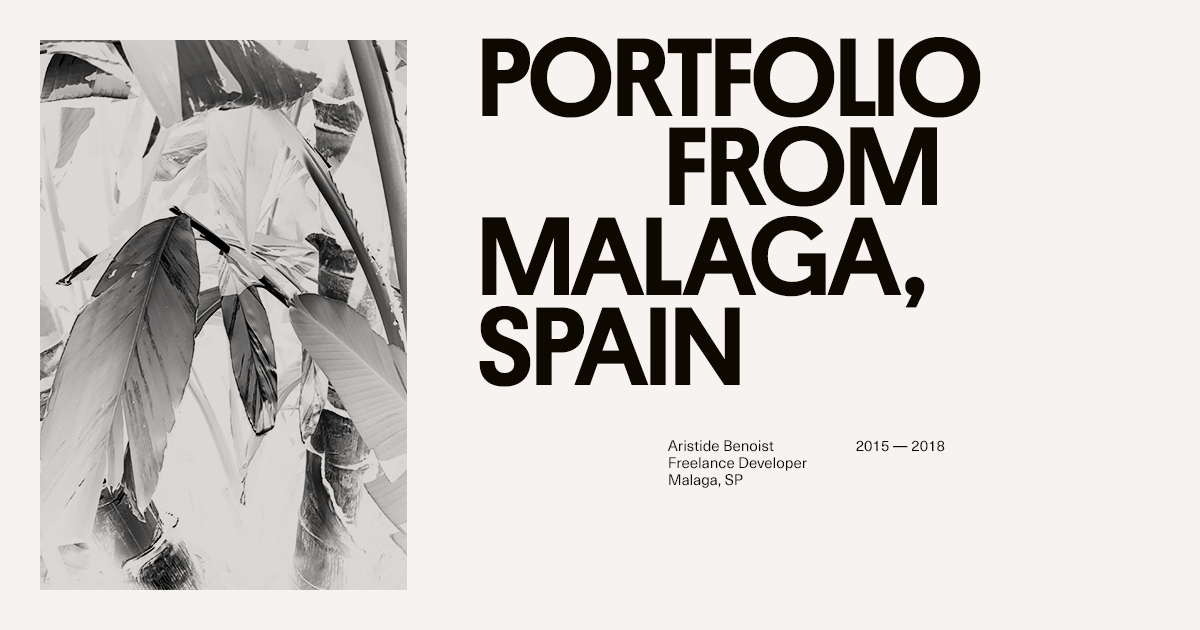 PORTFOLIO
FROM
MALAGA,
SPAIN
Aristide Benoist
Freelance Developer
Malaga, SP
2015 — 2018